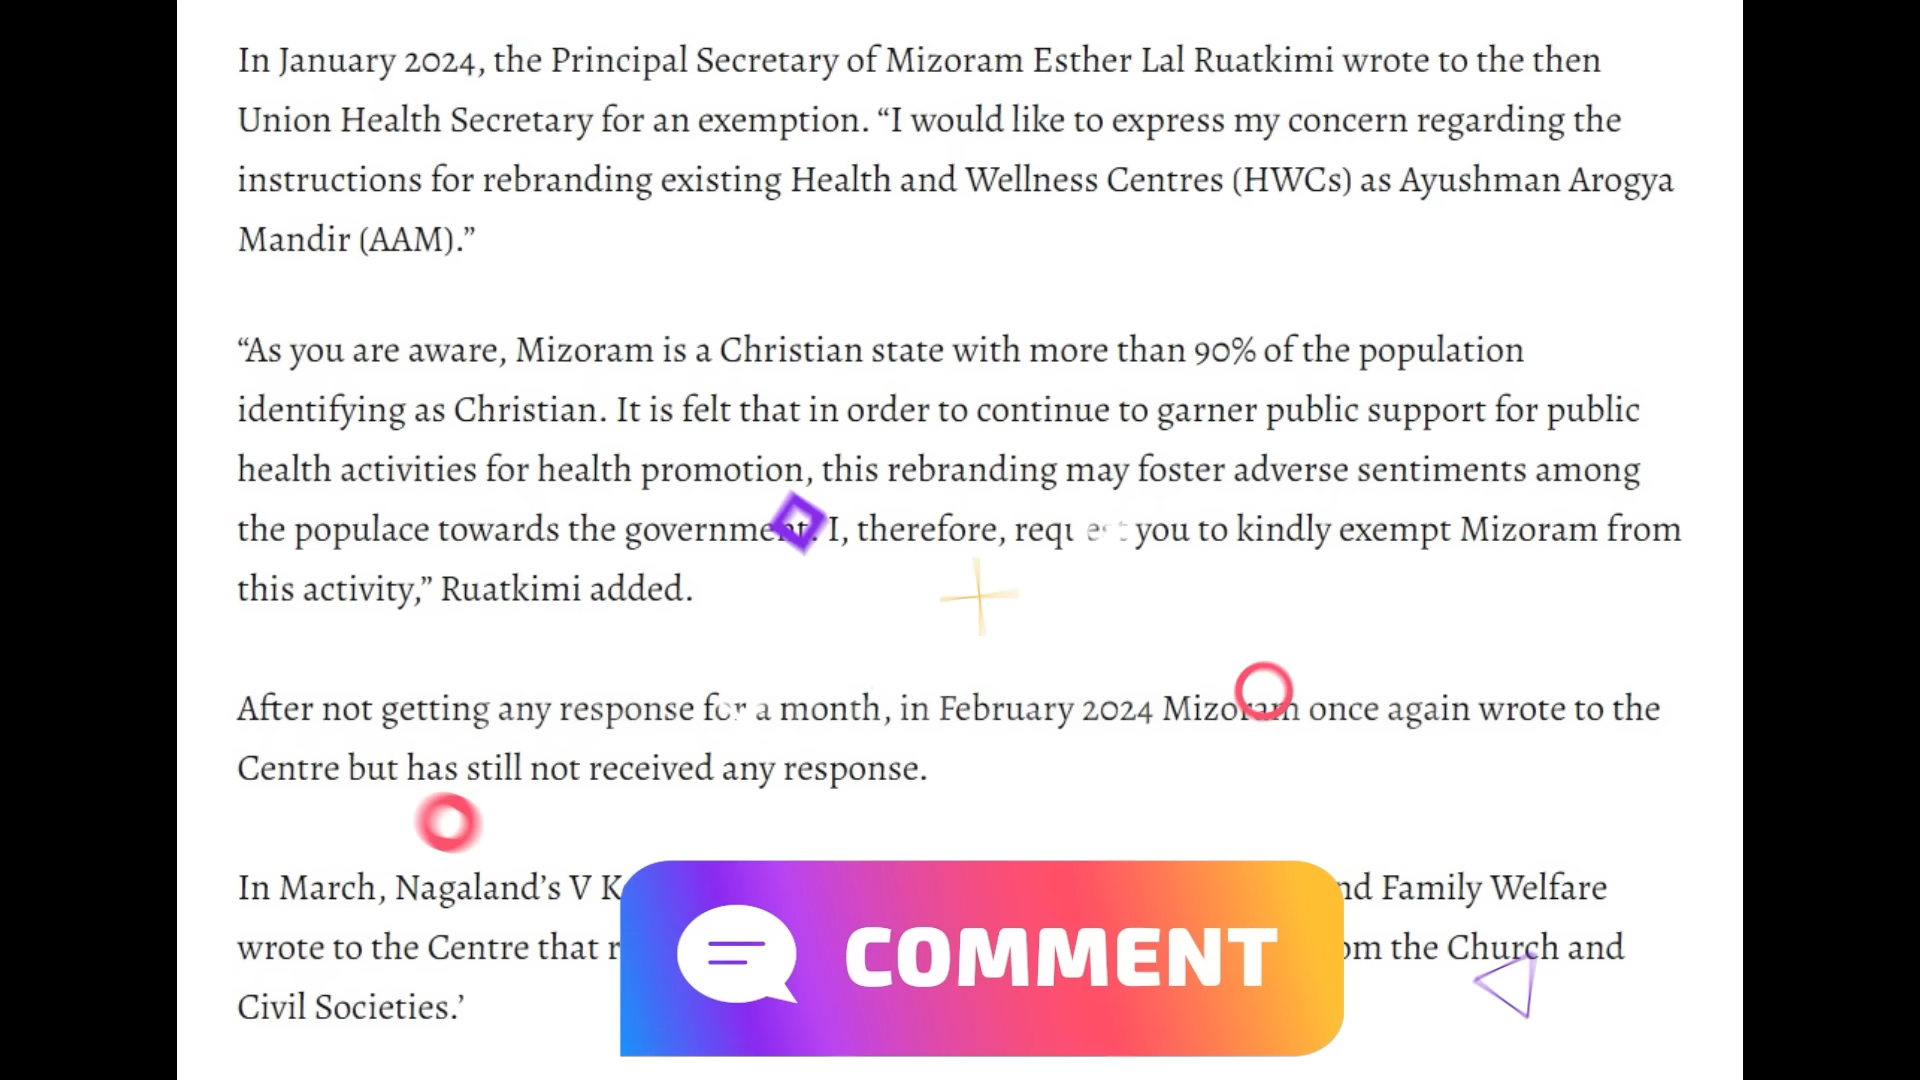 In January 2024, the Principal Secretary of Mizoram Esther Lal Ruatkimi wrote to the then
Union Health Secretary for an exemption. “I would like to express my concern regarding the
instructions for rebranding existing Health and Wellness Centres (HWCs) as Ayushman Arogya
Mandir (AAM).”
“As you are aware, Mizoram is a Christian state with more than 90% of the population
identifying as Christian. It is felt that in order to continue to garner public support for public
health activities for health promotion, this rebranding may foster adverse sentiments among
the populace towards the government. I, therefore, request you to kindly exempt Mizoram from
this activity,” Ruatkimi added.
After not getting any response for a month, in February 2024 Mizoram once again wrote to the
Centre but has still not received any response.
In March, Nagaland’s V K nd Family Welfare
wrote to the Centre that the Church and
Civil Societies.’
COMMENT